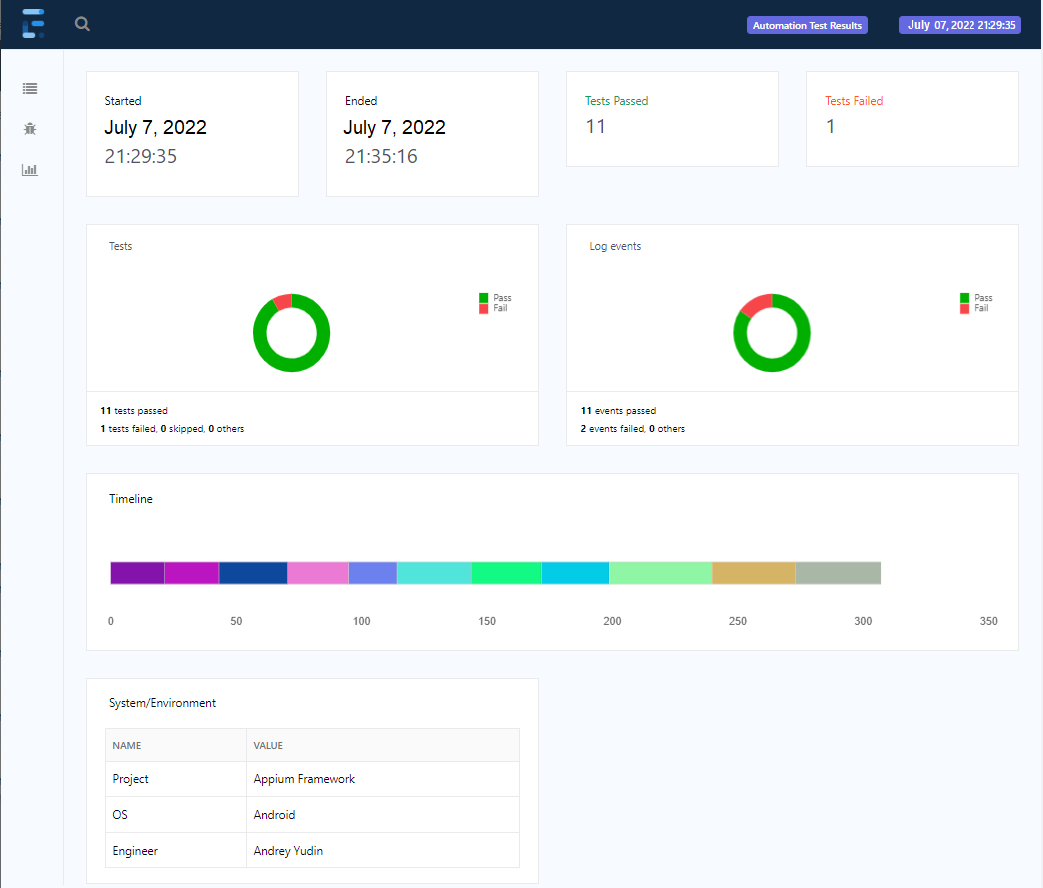 Automation Test Results
July 07, 2022 21:29:35
Started
July 7, 2022
21:29:35
Ended
July 7, 2022
21:35:16
Tests Passed
11
Tests Failed
1
Tests
Pass
Fail
11 tests passed
1 tests failed, 0 skipped, 0 others
Log events
Pass
Fail
11 events passed
2 events failed, 0 others
Timeline
0 50 100 150 200 250 300 350
System/Environment
NAME VALUE
Project Appium Framework
OS Android
Engineer Andrey Yudin